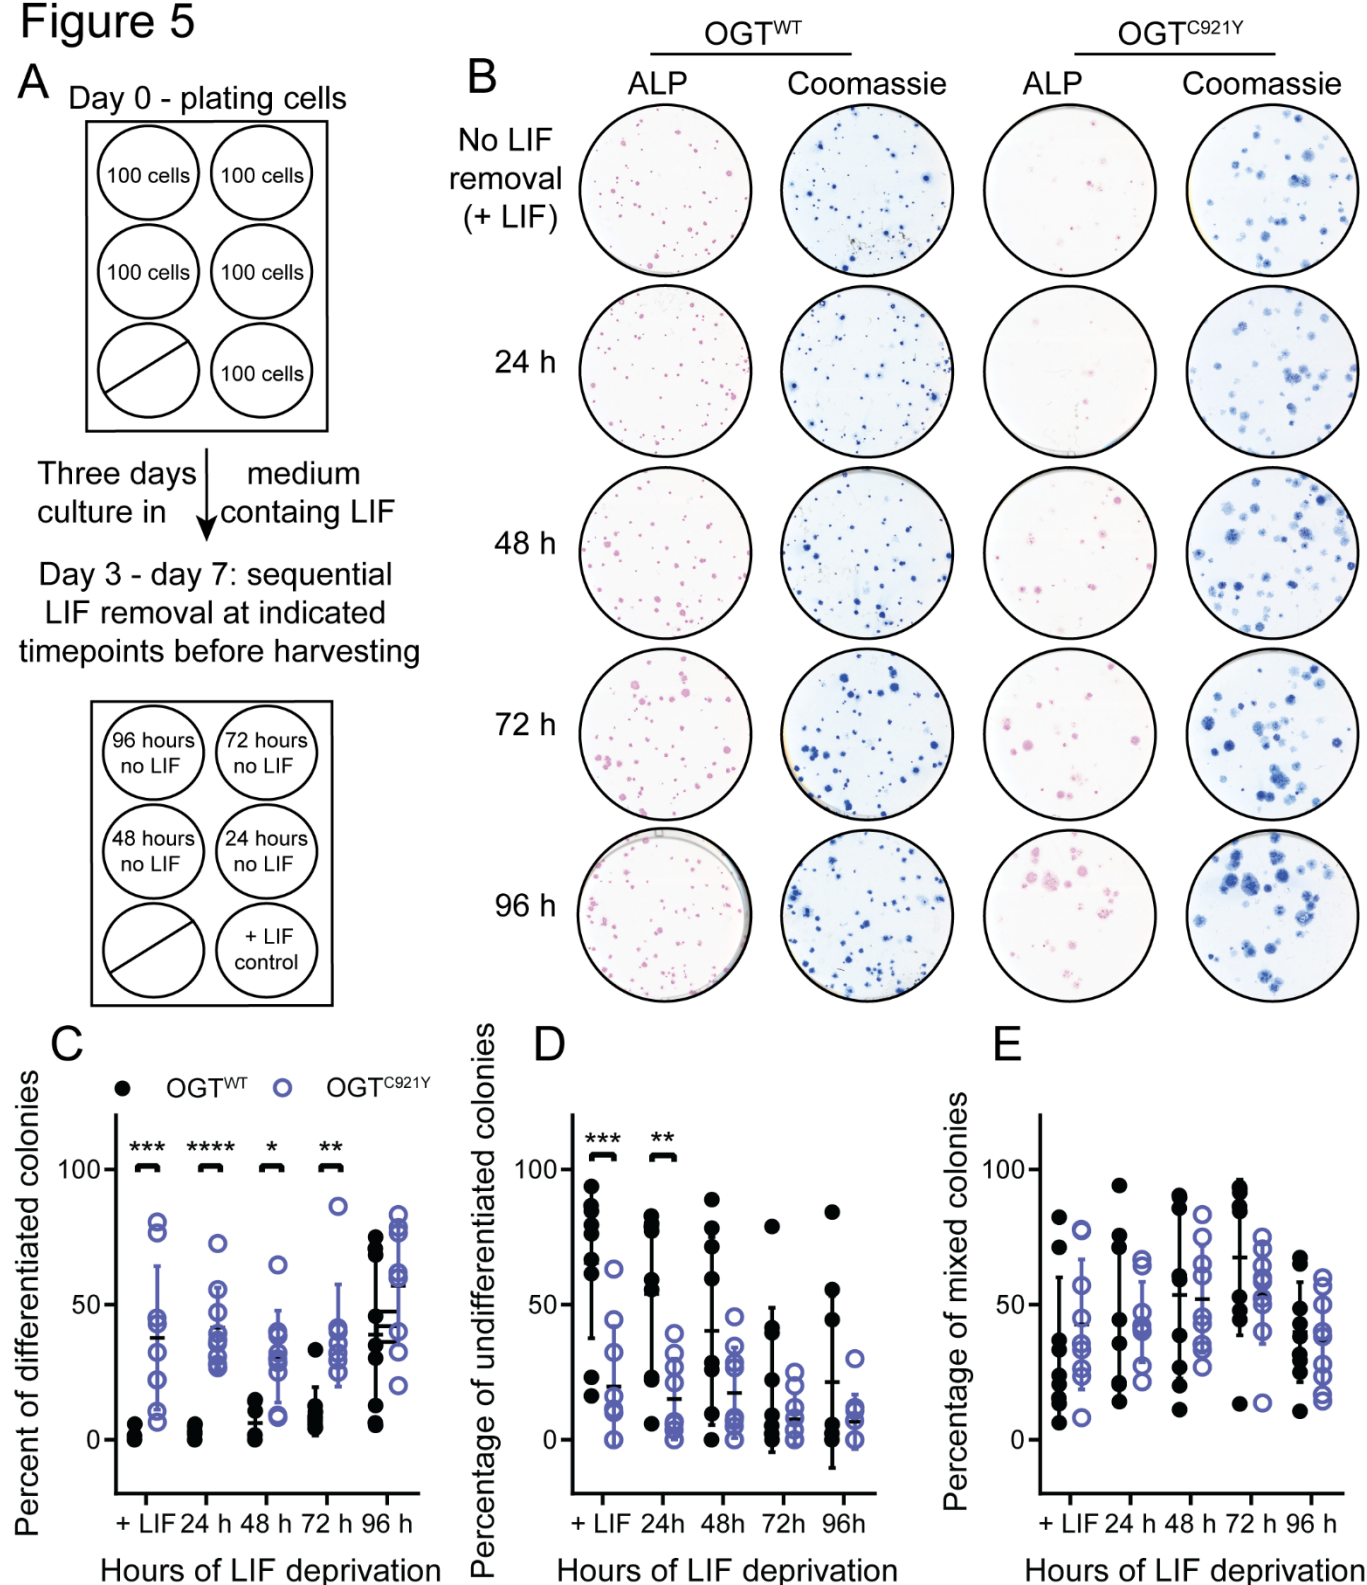 Figure 5
A
Day 0 - plating cells
100 cells 100 cells
100 cells 100 cells
100 cells
Three days medium
culture in containg LIF
Day 3 - day 7: sequential
LIF removal at indicated
timepoints before harvesting
96 hours 72 hours
no LIF no LIF
48 hours 24 hours
no LIF no LIF
+ LIF
control
B
OGTWT OGTC921Y
ALP Coomassie ALP Coomassie
No LIF
removal
(+ LIF)
24 h
48 h
72 h
96 h
C
OGTWT OGTC921Y
Percent of differentiated colonies
*** **** * **
100
50
0
+ LIF 24 h 48 h 72 h 96 h
Hours of LIF deprivation
D
Percentage of undifferentiated colonies
*** **
100
50
0
+ LIF 24h 48h 72h 96h
Hours of LIF deprivation
E
Percentage of mixed colonies
100
50
0
+ LIF 24 h 48 h 72 h 96 h
Hours of LIF deprivation